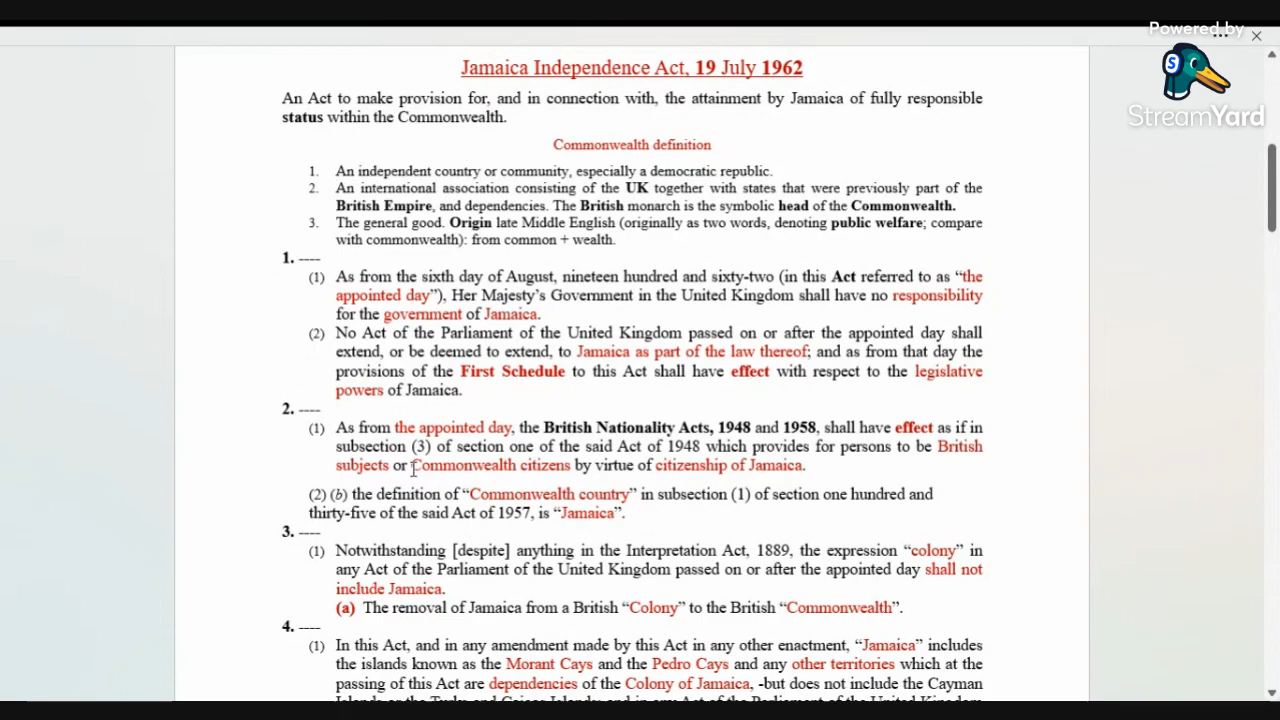 Powered by
StreamYard
Jamaica Independence Act, 19 July 1962
An Act to make provision for, and in connection with, the attainment by Jamaica of fully responsible
status within the Commonwealth.
Commonwealth definition
1. An independent country or community, especially a democratic republic.
2. An international association consisting of the UK together with states that were previously part of the
British Empire, and dependencies. The British monarch is the symbolic head of the Commonwealth.
3. The general good. Origin late Middle English (originally as two words, denoting public welfare; compare
with commonwealth): from common + wealth.
1. ----
(1) As from the sixth day of August, nineteen hundred and sixty-two (in this Act referred to as “the
appointed day”), Her Majesty’s Government in the United Kingdom shall have no responsibility
for the government of Jamaica.
(2) No Act of the Parliament of the United Kingdom passed on or after the appointed day shall
extend, or be deemed to extend, to Jamaica as part of the law thereof; and as from that day the
provisions of the First Schedule to this Act shall have effect with respect to the legislative
powers of Jamaica.
2. ----
(1) As from the appointed day, the British Nationality Acts, 1948 and 1958, shall have effect as if in
subsection (3) of section one of the said Act of 1948 which provides for persons to be British
subjects or Commonwealth citizens by virtue of citizenship of Jamaica.
(2) (b) the definition of “Commonwealth country” in subsection (1) of section one hundred and
thirty-five of the said Act of 1957, is “Jamaica”.
3. ----
(1) Notwithstanding [despite] anything in the Interpretation Act, 1889, the expression “colony” in
any Act of the Parliament of the United Kingdom passed on or after the appointed day shall not
include Jamaica.
(a) The removal of Jamaica from a British “Colony” to the British “Commonwealth”.
4. ----
(1) In this Act, and in any amendment made by this Act in any other enactment, “Jamaica” includes
the islands known as the Morant Cays and the Pedro Cays and any other territories which at the
passing of this Act are dependencies of the Colony of Jamaica, -but does not include the Cayman
Islands or the Turks and Caicos Islands; and in any Act of the Parliament of the United Kingdom